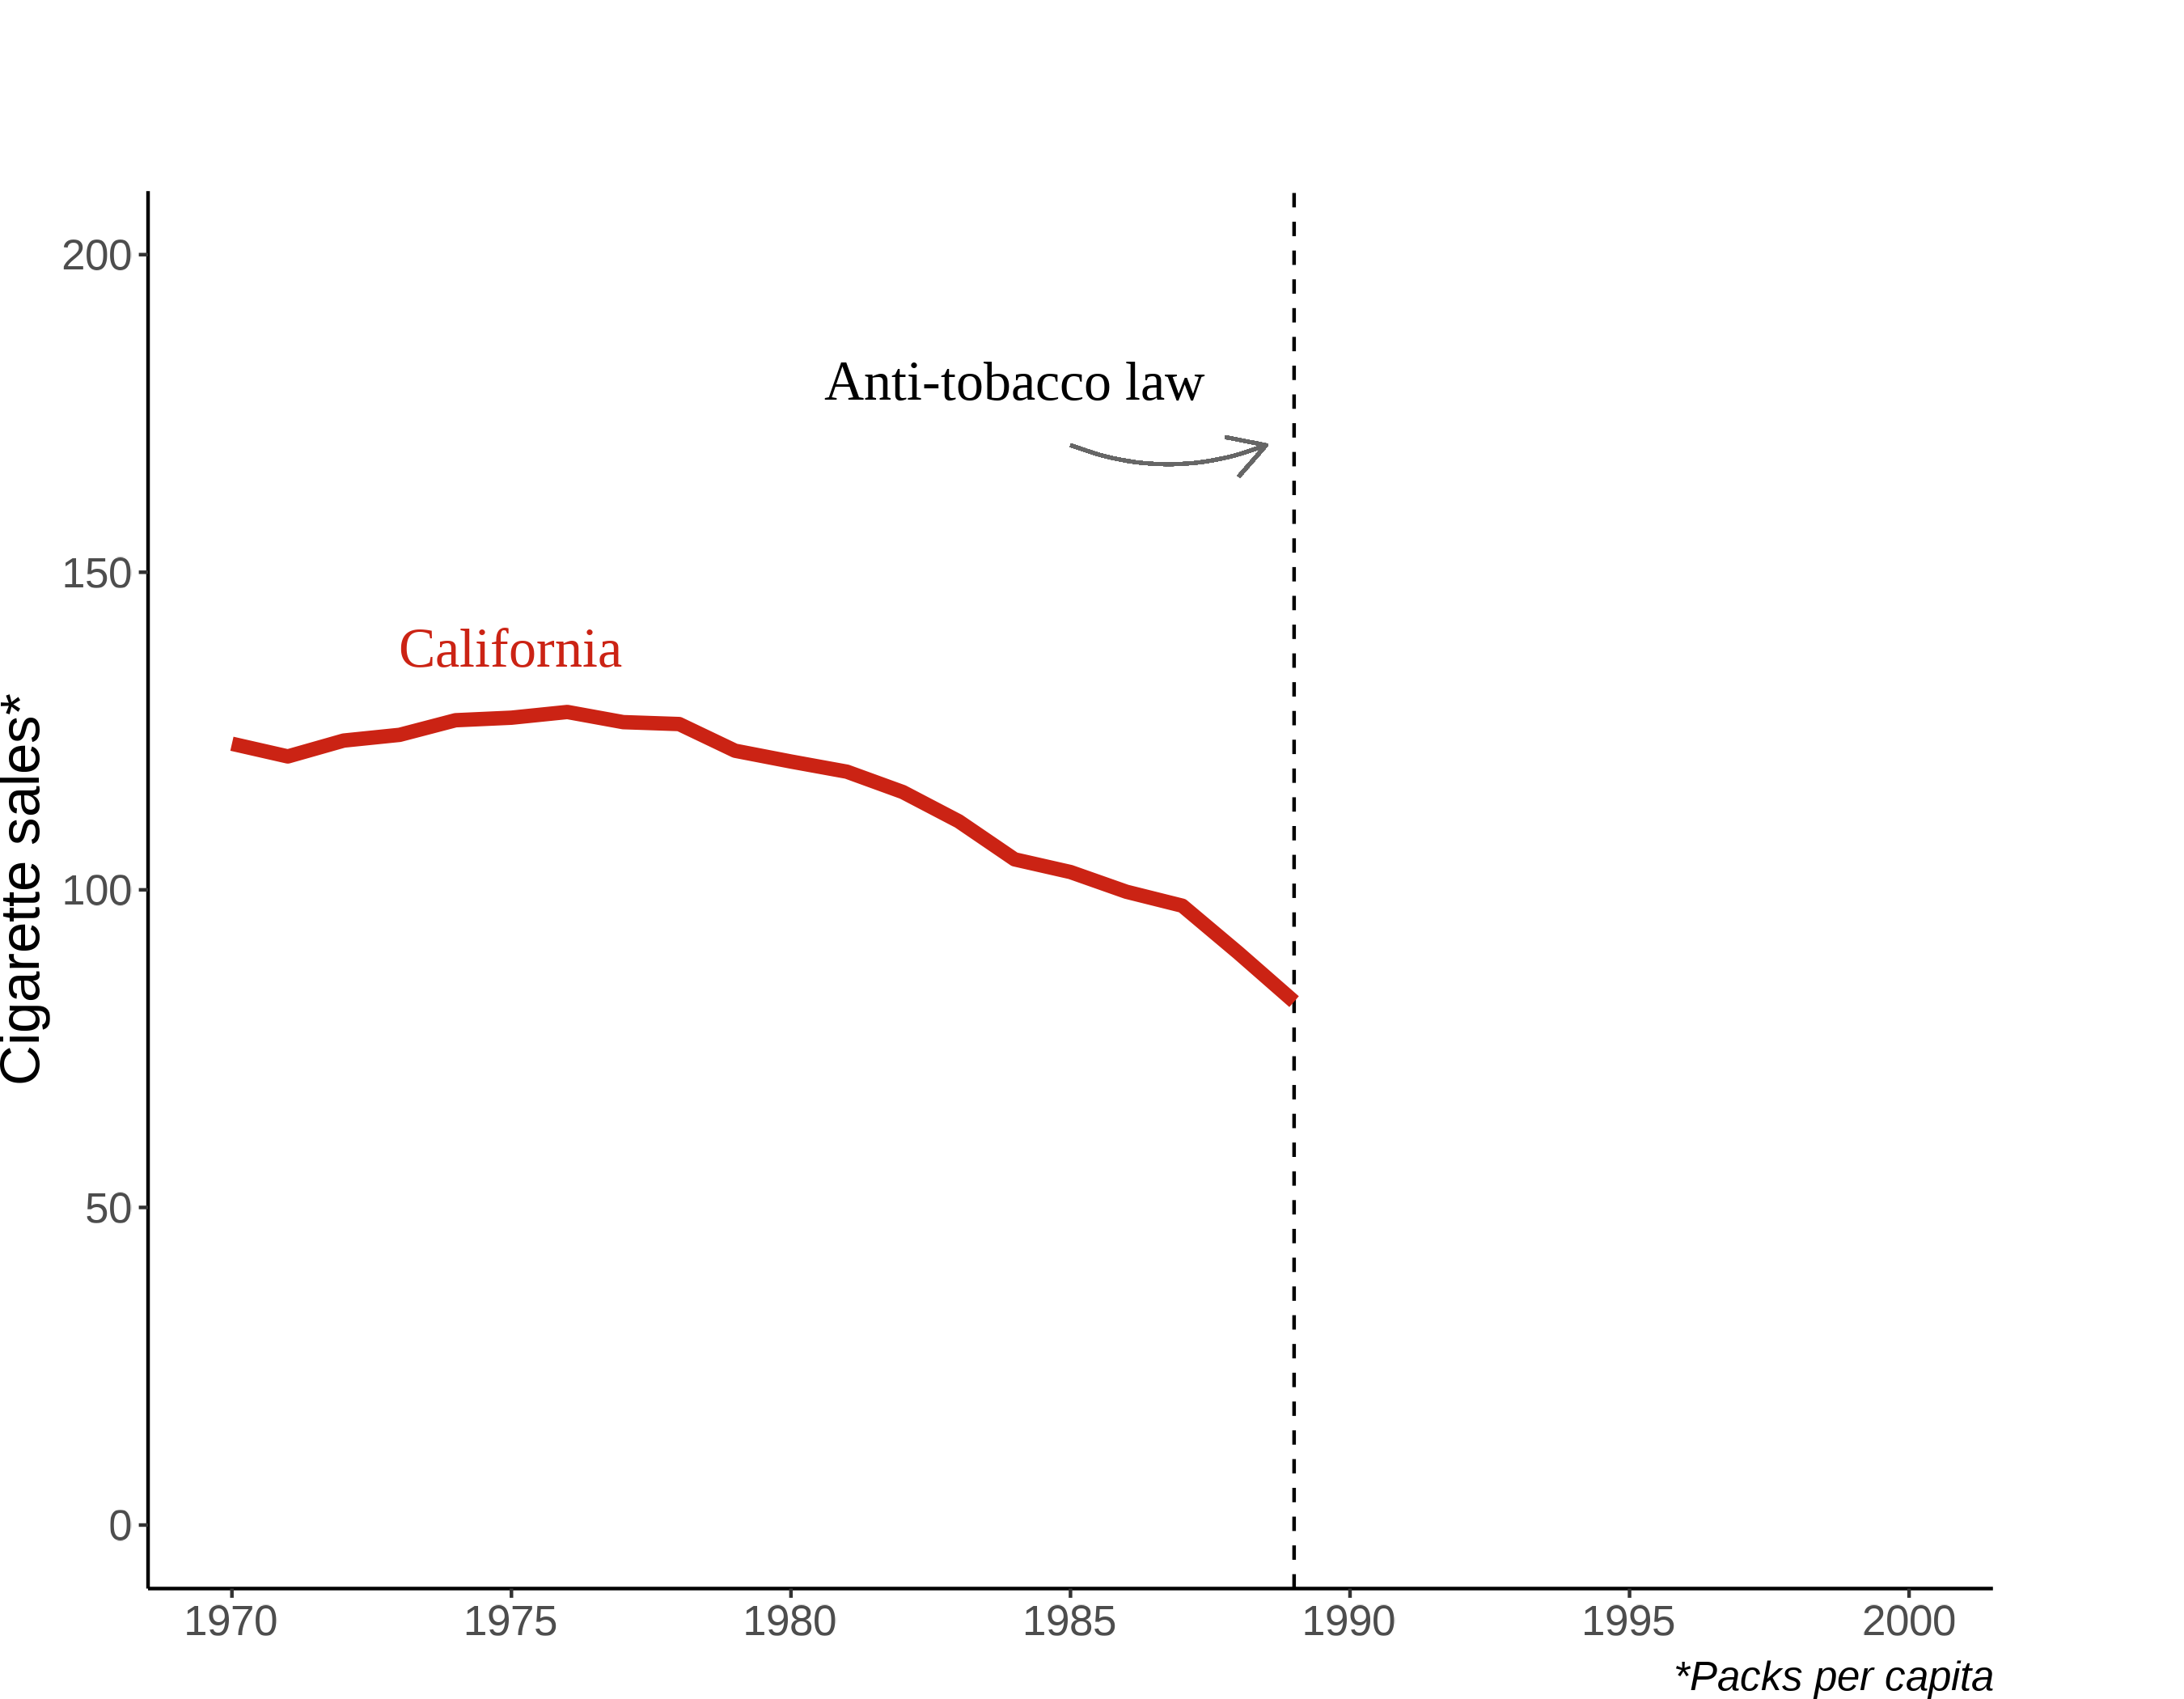 200
Anti-tobacco law
150
California
Cigarette sales*
100
50
0
1970 1975 1980 1985 1990 1995 2000
*Packs per capita